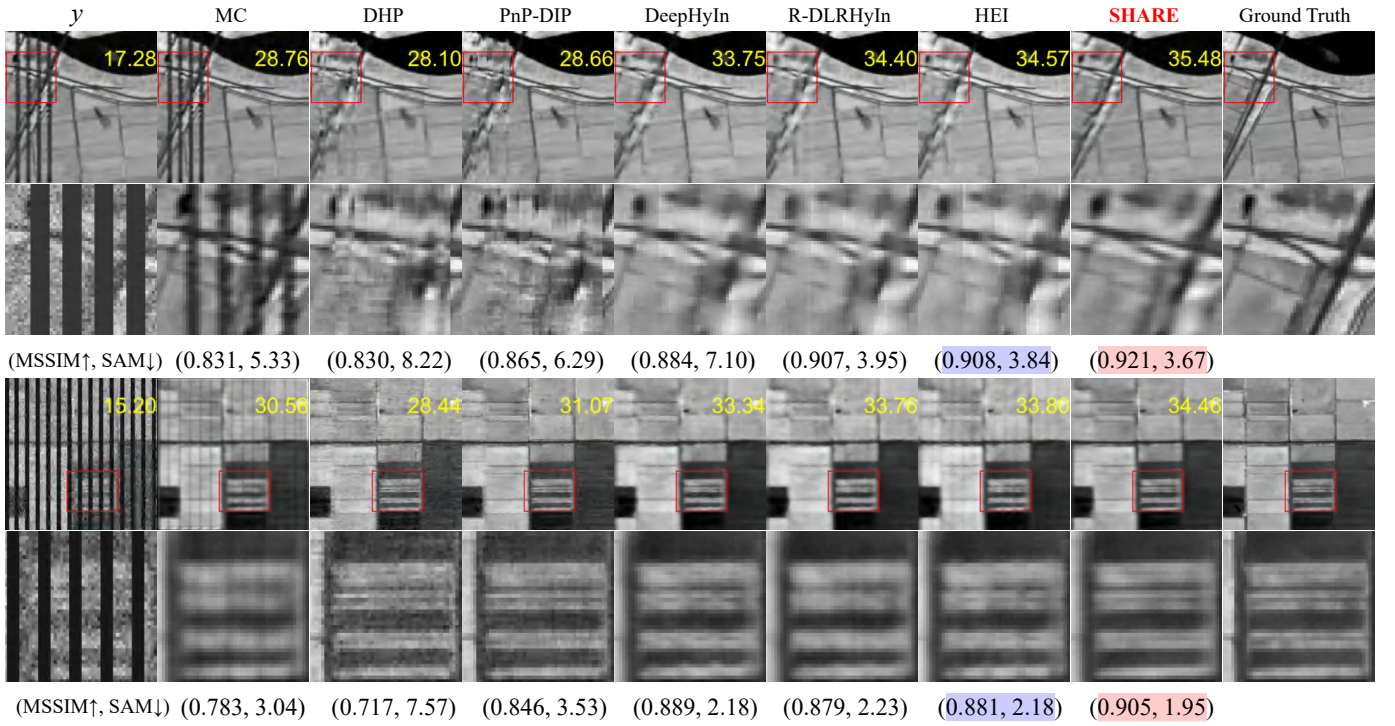 y MC DHP PnP-DIP DeepHyIn R-DLRHyIn HEI SHARE Ground Truth
17.28 28.76 28.10 28.66 33.75 34.40 34.57 35.48
(MSSIM↑, SAM↓) (0.831, 5.33) (0.830, 8.22) (0.865, 6.29) (0.884, 7.10) (0.907, 3.95) (0.908, 3.84) (0.921, 3.67)
15.20 30.56 28.44 31.07 33.34 33.76 33.80 34.46
(MSSIM↑, SAM↓) (0.783, 3.04) (0.717, 7.57) (0.846, 3.53) (0.889, 2.18) (0.879, 2.23) (0.881, 2.18) (0.905, 1.95)